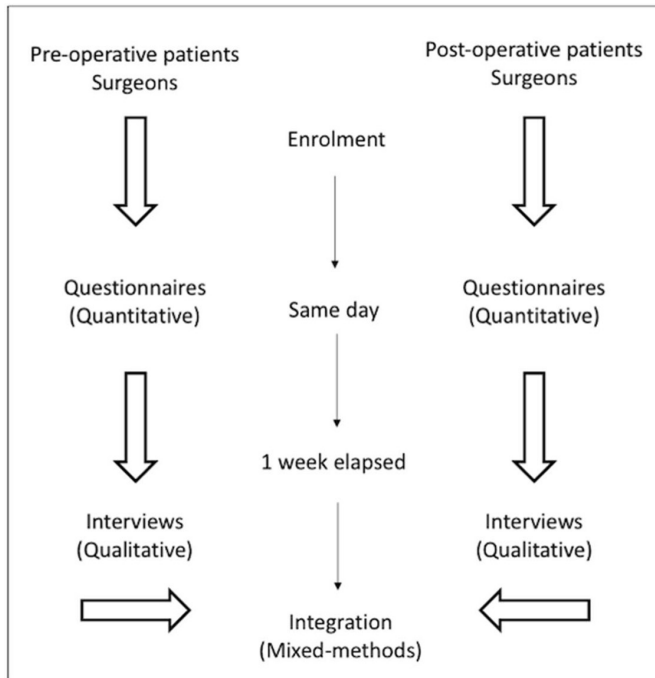 Pre-operative patients
Surgeons
Post-operative patients
Surgeons
Enrolment
Questionnaires
(Quantitative)
Same day
Questionnaires
(Quantitative)
1 week elapsed
Interviews
(Qualitative)
Interviews
(Qualitative)
Integration
(Mixed-methods)